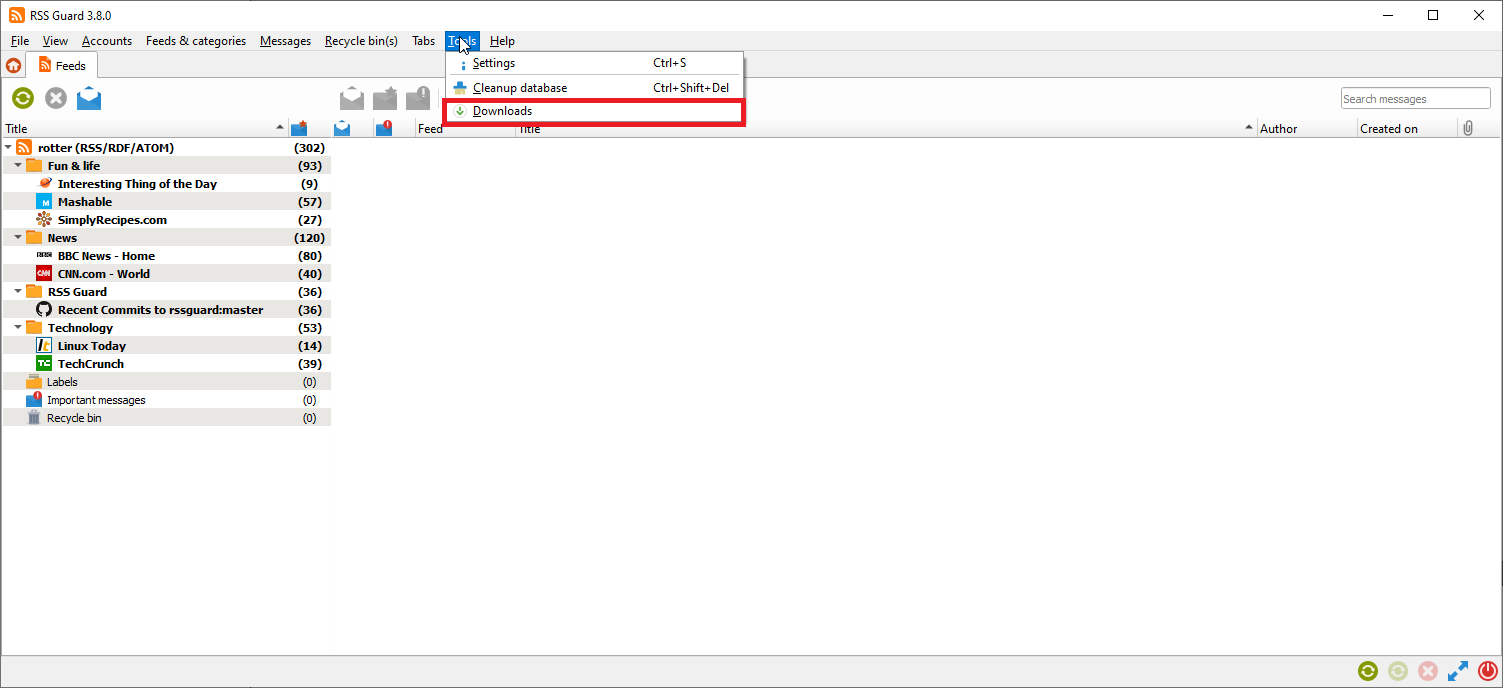 RSS Guard 3.8.0
File View Accounts Feeds & categories Messages Recycle bin(s) Tabs Tools Help
Feeds
Settings Ctrl+S
Cleanup database Ctrl+Shift+Del
Downloads
Search messages
Title Feed Title Author Created on
rotter (RSS/RDF/ATOM) (302)
Fun & life (93)
Interesting Thing of the Day (9)
M Mashable (57)
SimplyRecipes.com (27)
News (120)
BBC BBC News - Home (80)
CNN CNN.com - World (40)
RSS Guard (36)
Recent Commits to rssguard:master (36)
Technology (53)
lt Linux Today (14)
TC TechCrunch (39)
Labels (0)
Important messages (0)
Recycle bin (0)